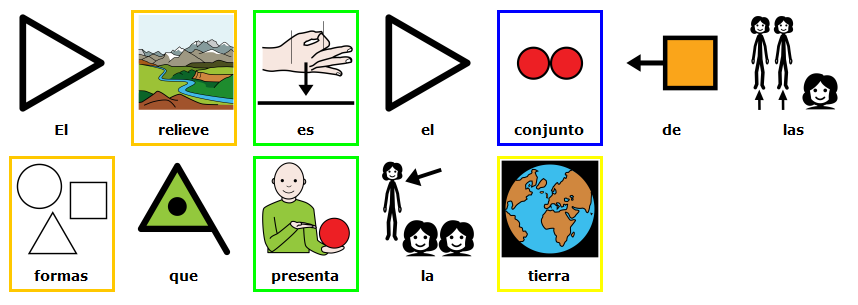 El relieve es el conjunto de las
formas que presenta la tierra